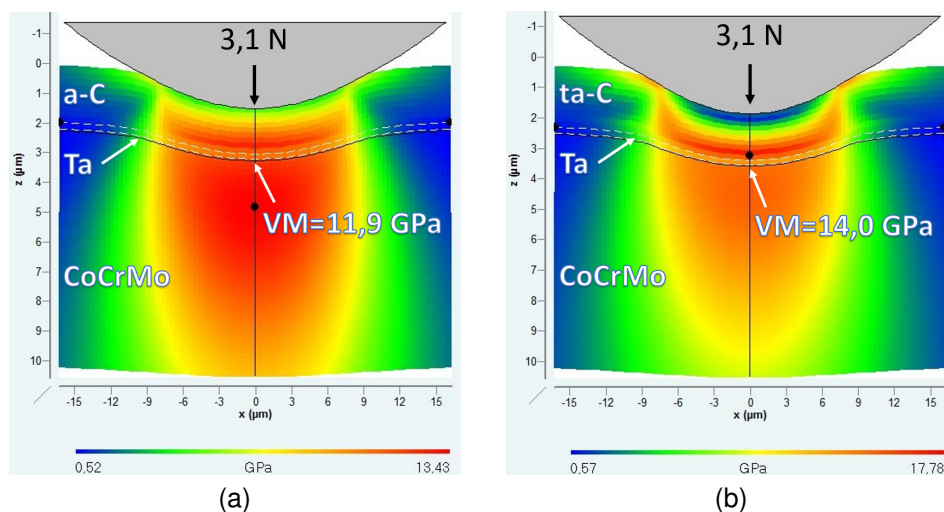 3,1 N
a-C
Ta
VM=11,9 GPa
CoCrMo
z (µm)
-1
0
1
2
3
4
5
6
7
8
9
10
-15 -12 -9 -6 -3 0 3 6 9 12 15
x (µm)
0,52 GPa 13,43
(a)
3,1 N
ta-C
Ta
VM=14,0 GPa
CoCrMo
z (µm)
-1
0
1
2
3
4
5
6
7
8
9
10
-15 -12 -9 -6 -3 0 3 6 9 12 15
x (µm)
0,57 GPa 17,78
(b)